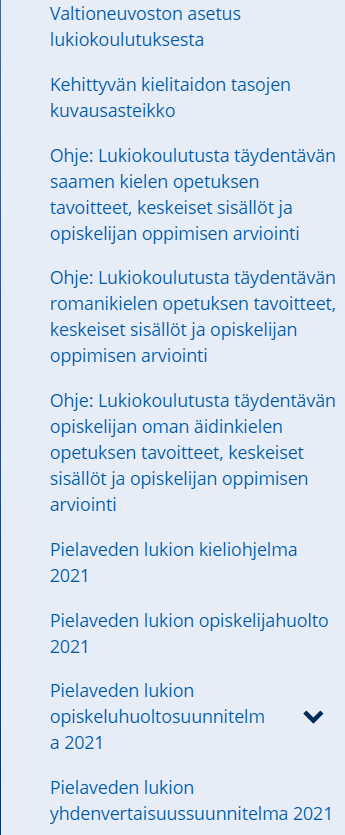 Valtioneuvoston asetus
lukiokoulutuksesta
Kehittyvän kielitaidon tasojen
kuvausasteikko
Ohje: Lukiokoulutusta täydentävän
saamen kielen opetuksen
tavoitteet, keskeiset sisällöt ja
opiskelijan oppimisen arviointi
Ohje: Lukiokoulutusta täydentävän
romanikielen opetuksen tavoitteet,
keskeiset sisällöt ja opiskelijan
oppimisen arviointi
Ohje: Lukiokoulutusta täydentävän
opiskelijan oman äidinkielen
opetuksen tavoitteet, keskeiset
sisällöt ja opiskelijan oppimisen
arviointi
Pielaveden lukion kieliohjelma
2021
Pielaveden lukion opiskelijahuolto
2021
Pielaveden lukion
opiskeluhuoltosuunnitelm
a 2021
Pielaveden lukion
yhdenvertaisuussuunnitelma 2021